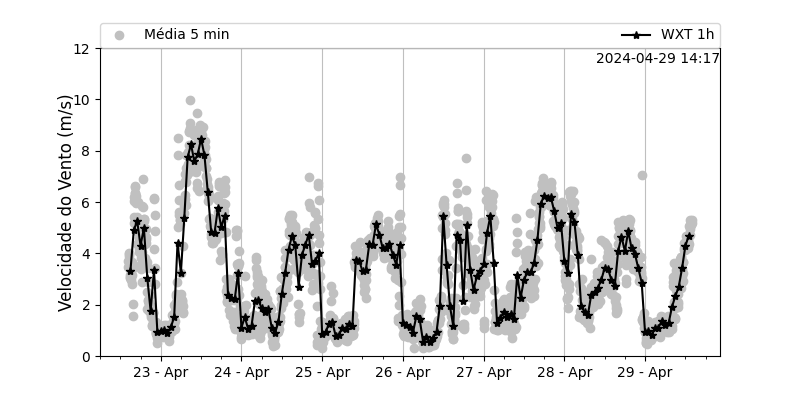 Média 5 min
WXT 1h
2024-04-29 14:17
Velocidade do Vento (m/s)
12
10
8
6
4
2
0
23 - Apr
24 - Apr
25 - Apr
26 - Apr
27 - Apr
28 - Apr
29 - Apr